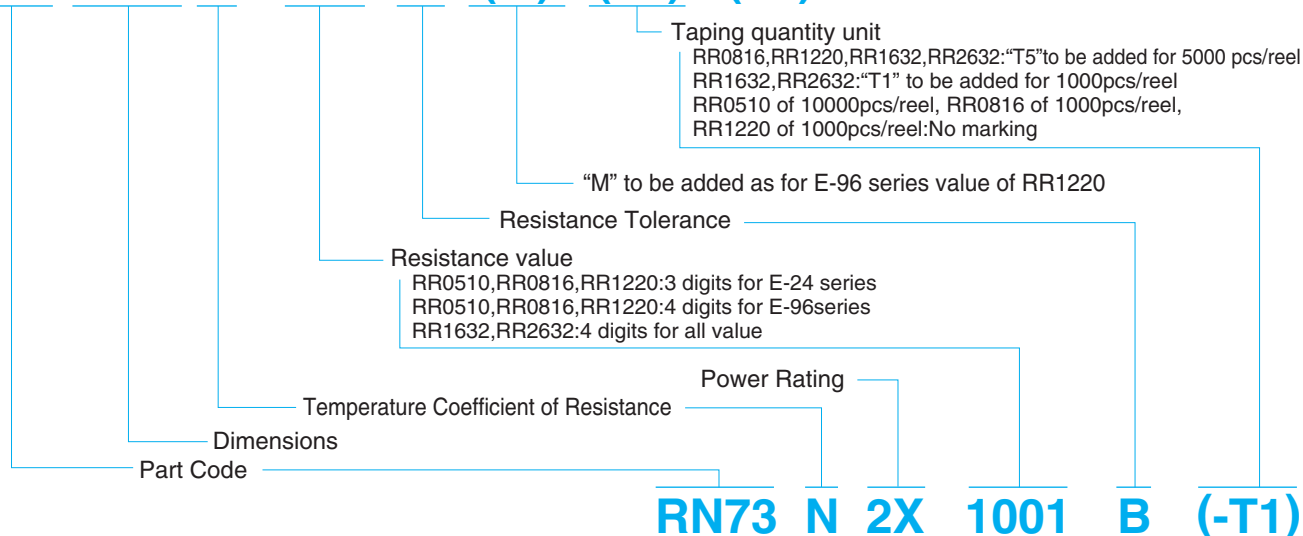 Taping quantity unit
RR0816,RR1220,RR1632,RR2632:“T5”to be added for 5000 pcs/reel
RR1632,RR2632:“T1” to be added for 1000pcs/reel
RR0510 of 10000pcs/reel, RR0816 of 1000pcs/reel,
RR1220 of 1000pcs/reel:No marking
“M” to be added as for E-96 series value of RR1220
Resistance Tolerance
Resistance value
RR0510,RR0816,RR1220:3 digits for E-24 series
RR0510,RR0816,RR1220:4 digits for E-96series
RR1632,RR2632:4 digits for all value
Power Rating
Temperature Coefficient of Resistance
Dimensions
Part Code
RN73 N 2X 1001 B (-T1)